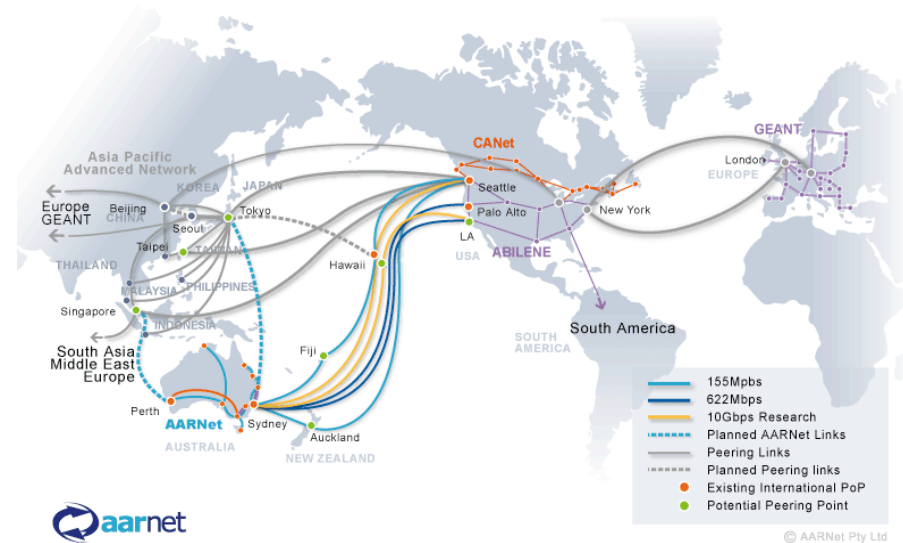 CANet
GEANT
Asia Pacific
Advanced Network
London
EUROPE
KOREA
JAPAN
Seattle
Europe
GEANT
Beijing
CHINA
Tokyo
Palo Alto
New York
Seoul
Taipei
TAIWAN
LA
USA
ABILENE
THAILAND
Hawaii
MALAYSIA
PHILIPPINES
Singapore
INDONESIA
South America
SOUTH
AMERICA
South Asia
Middle East
Europe
Fiji
Perth
AARNet
Sydney
Auckland
AUSTRALIA
NEW ZEALAND
155Mpbs
622Mbps
10Gbps Research
Planned AARNet Links
Peering Links
Planned Peering links
Existing International PoP
Potential Peering Point
aarnet
© AARNet Pty Ltd